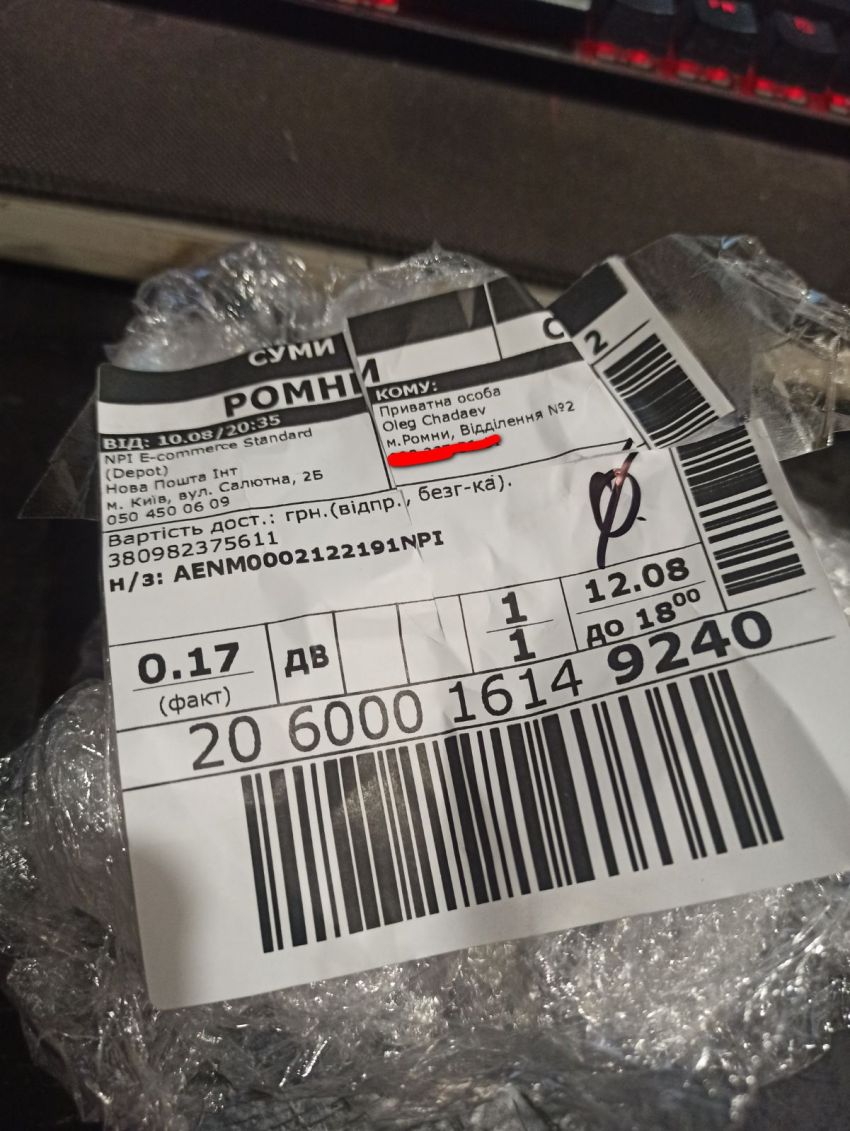 СУМИ
РОМНИ
ВІД: 10.08/20:35
NPI E-commerce Standard
(Depot)
Нова Пошта Інт
м. Київ, вул. Салютна, 2Б
050 450 06 09
КОМУ:
Приватна особа
Oleg Chadaev
м.Ромни, Відділення №2
С
2
Вартість дост.: грн.(відпр., безг-ка).
380982375611
н/з: AENM0002122191NPI
0.17
(факт)
ДВ
1
1
12.08
до 18⁰⁰
20 6000 1614 9240